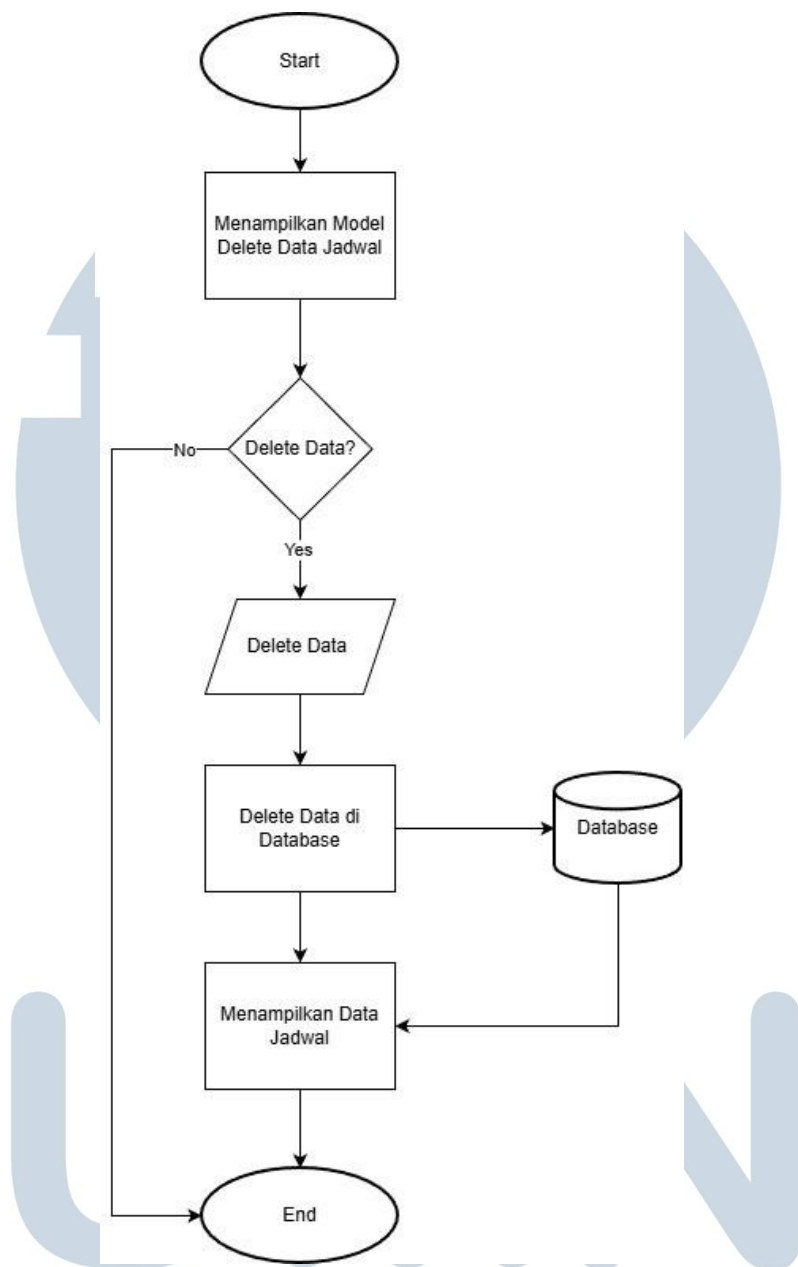 Start
Menampilkan Model
Delete Data Jadwal
Delete Data?
No
Yes
Delete Data
Delete Data di
Database
Database
Menampilkan Data
Jadwal
End